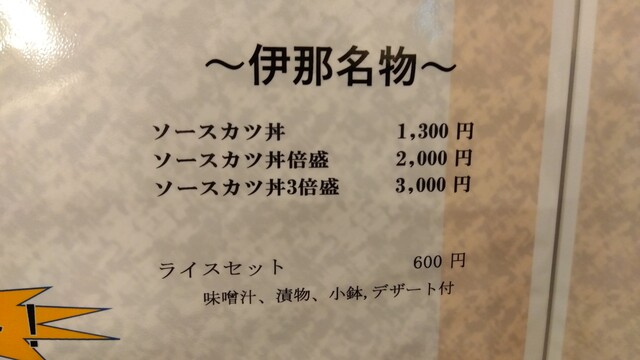 〜伊那名物〜
ソースカツ丼 1,300 円
ソースカツ丼倍盛 2,000 円
ソースカツ丼3倍盛 3,000 円
ライスセット 600 円
味噌汁、漬物、小鉢,デザート付
!